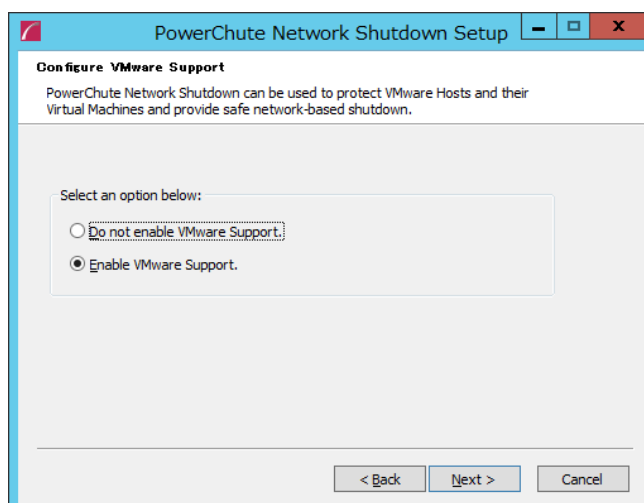 PowerChute Network Shutdown Setup
Configure VMware Support
PowerChute Network Shutdown can be used to protect VMware Hosts and their
Virtual Machines and provide safe network-based shutdown.
Select an option below:
Do not enable VMware Support.
Enable VMware Support.
< Back Next > Cancel